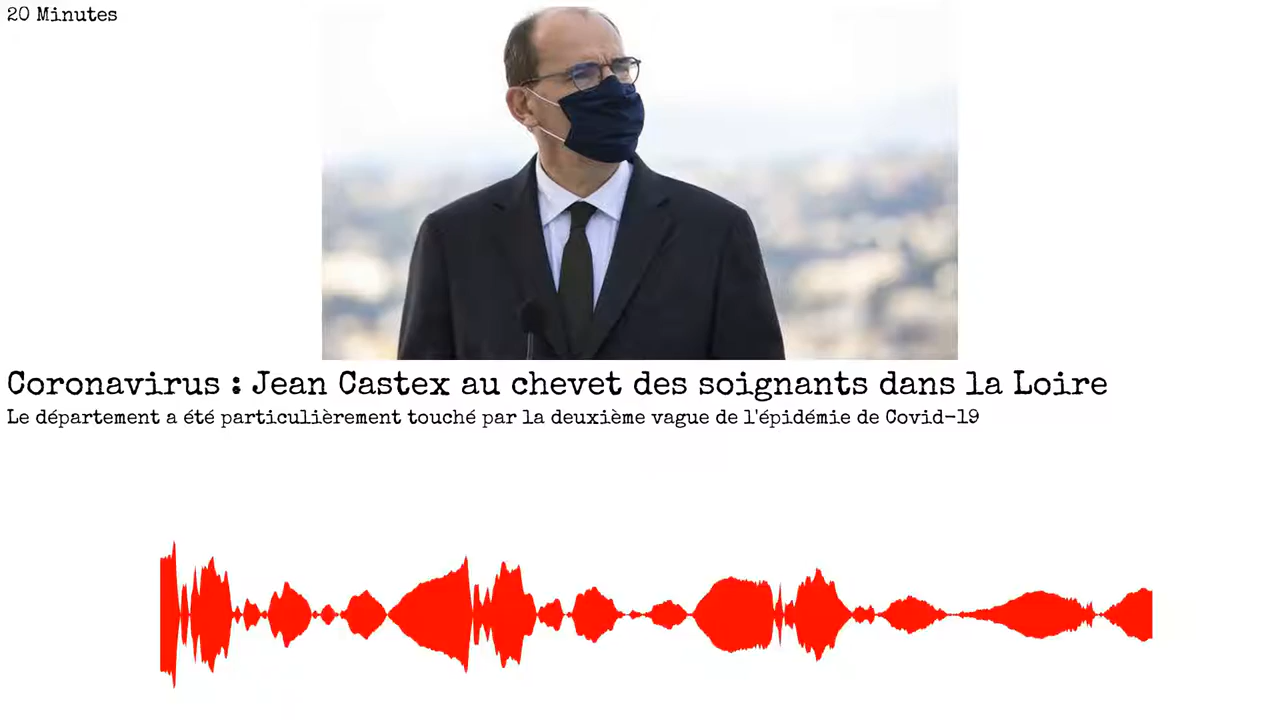 20 Minutes
Coronavirus : Jean Castex au chevet des soignants dans la Loire
Le département a été particulièrement touché par la deuxième vague de l'épidémie de Covid-19